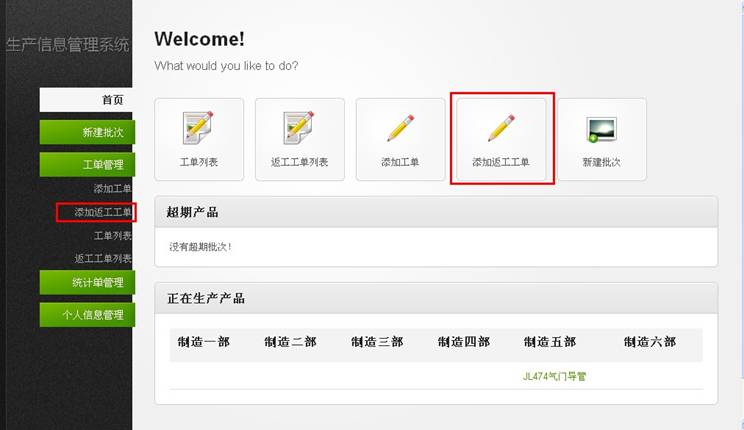 生产信息管理系统
首页
新建批次
工单管理
添加工单
添加返工工单
工单列表
返工工单列表
统计单管理
个人信息管理
Welcome!
What would you like to do?
工单列表
返工工单列表
添加工单
添加返工工单
新建批次
超期产品
没有超期批次!
正在生产产品
制造一部 制造二部 制造三部 制造四部 制造五部 制造六部
JL474气门导管